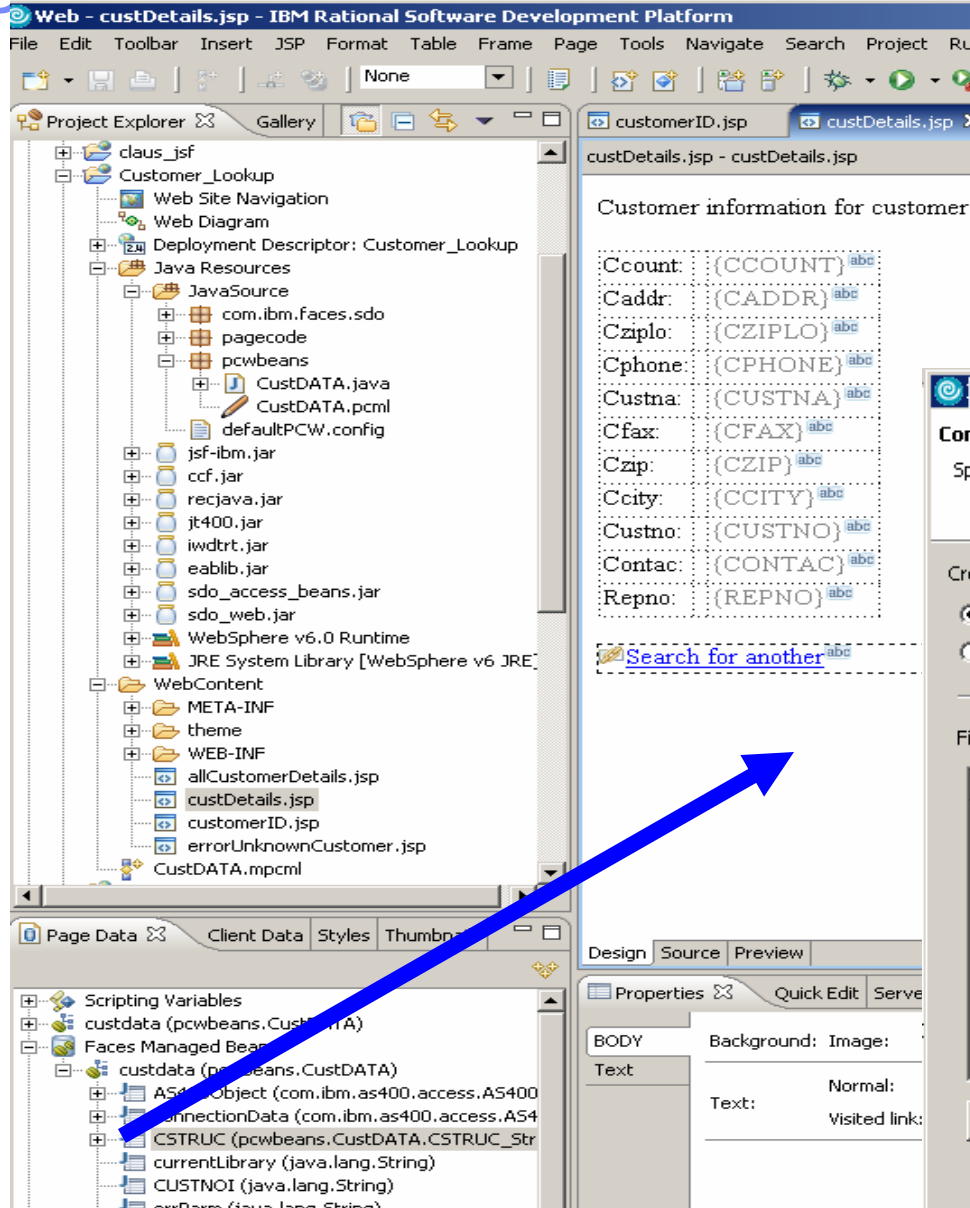 Web - custDetails.jsp - IBM Rational Software Development Platform
File Edit Toolbar Insert JSP Format Table Frame Page Tools Navigate Search Project
None
Project Explorer Gallery
customerID.jsp custDetails.jsp
claus_jsf
Customer_Lookup
Web Site Navigation
Web Diagram
Deployment Descriptor: Customer_Lookup
Java Resources
JavaSource
com.ibm.faces.sdo
pagecode
pcwbeans
CustDATA.java
CustDATA.pcml
defaultPCW.config
jsf-ibm.jar
ccf.jar
recjava.jar
jt400.jar
iwdtrt.jar
eablib.jar
sdo_access_beans.jar
sdo_web.jar
WebSphere v6.0 Runtime
JRE System Library [WebSphere v6 JRE]
WebContent
META-INF
theme
WEB-INF
allCustomerDetails.jsp
custDetails.jsp
customerID.jsp
errorUnknownCustomer.jsp
CustDATA.mpcml
custDetails.jsp - custDetails.jsp
Customer information for customer
Ccount: {CCOUNT} abc
Caddr: {CADDR} abc
Cziplo: {CZIPLO} abc
Cphone: {CPHONE} abc
Custna: {CUSTNA} abc
Cfax: {CFAX} abc
Czip: {CZIP} abc
Ccity: {CCITY} abc
Custno: {CUSTNO} abc
Contac: {CONTAC} abc
Repno: {REPNO} abc
Search for another abc
Design Source Preview
Page Data Client Data Styles
Scripting Variables
custdata
Faces Managed
custdata
(com.ibm.as400.access.AS400
(com.ibm.as400.access.AS4
CSTRUC (pcwbeans.CustDATA.CSTRUC_Str
currentLibrary (java.lang.String)
CUSTNOI (java.lang.String)
Properties Quick Edit Serve
BODY
Text
Background: Image:
Text:
Normal:
Visited link: